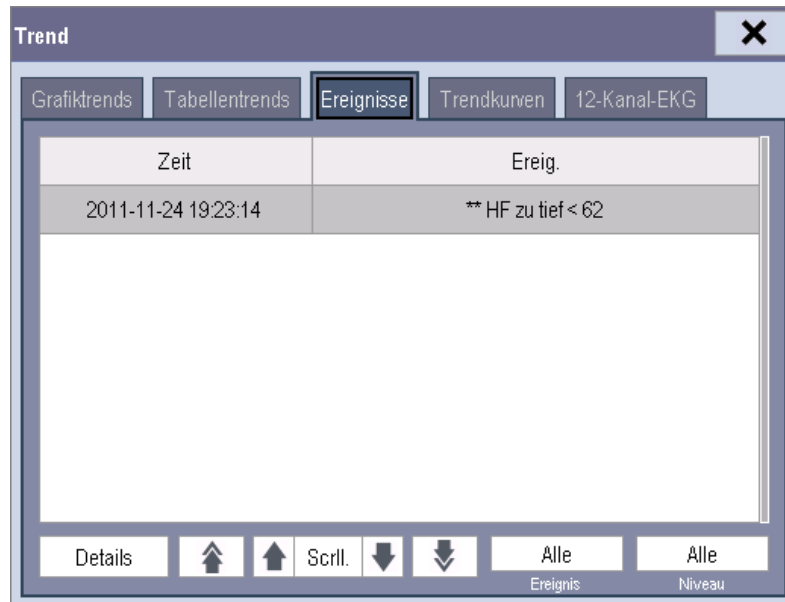 Trend
Grafiktrends Tabellentrends Ereignisse Trendkurven 12-Kanal-EKG
Zeit Ereig.
2011-11-24 19:23:14 ** HF zu tief < 62
Details Scrll. Alle Alle
Ereignis Niveau